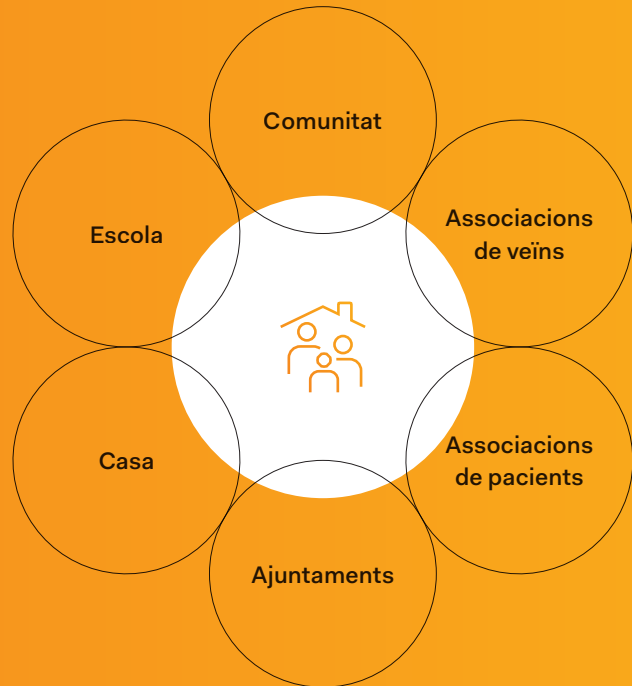 Comunitat
Escola
Associacions
de veïns
Casa
Associacions
de pacients
Ajuntaments